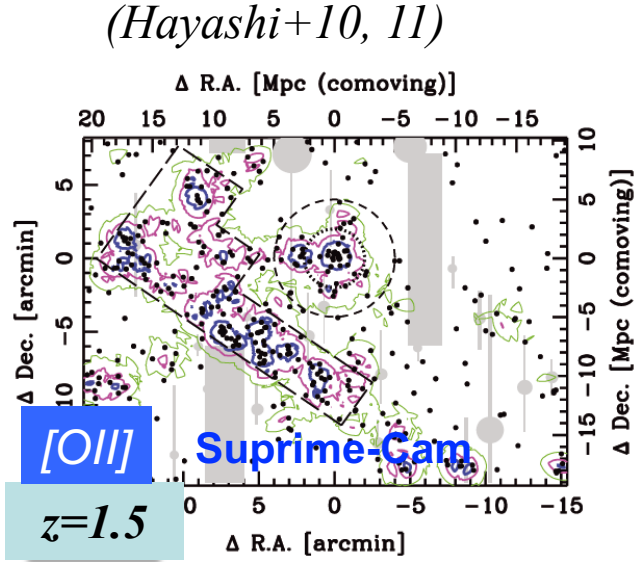 (Hayashi+10, 11)
Δ R.A. [Mpc (comoving)]
20 15 10 5 0 −5 −10 −15
5 0 −5 10
Δ Dec. [arcmin]
10 5 0 −5 −10 −15
Δ Dec. [Mpc (comoving)]
[OII]
Suprime-Cam
z=1.5
0 5 0 −5 −10 −15
Δ R.A. [arcmin]